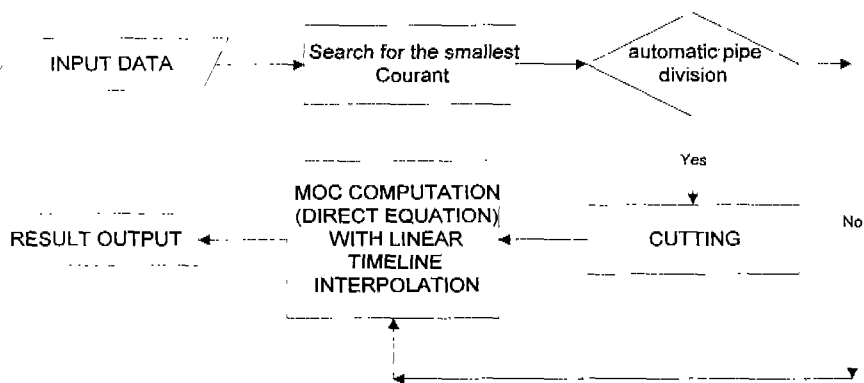 INPUT DATA
Search for the smallest
Courant
automatic pipe
division
Yes
No
RESULT OUTPUT
MOC COMPUTATION
(DIRECT EQUATION)
WITH LINEAR
TIMELINE
INTERPOLATION
CUTTING